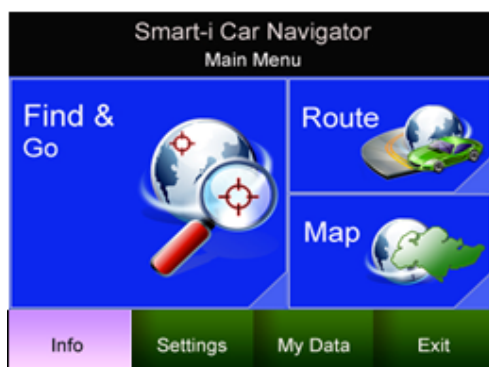 Smart-i Car Navigator
Main Menu
Find &
Go
Route
Map
Info
Settings
My Data
Exit